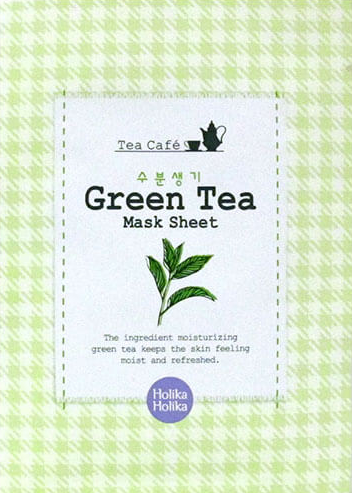 Tea Café
수분생기
Green Tea
Mask Sheet
The ingredient moisturizing
green tea keeps the skin feeling
moist and refreshed.
Holika
Holika